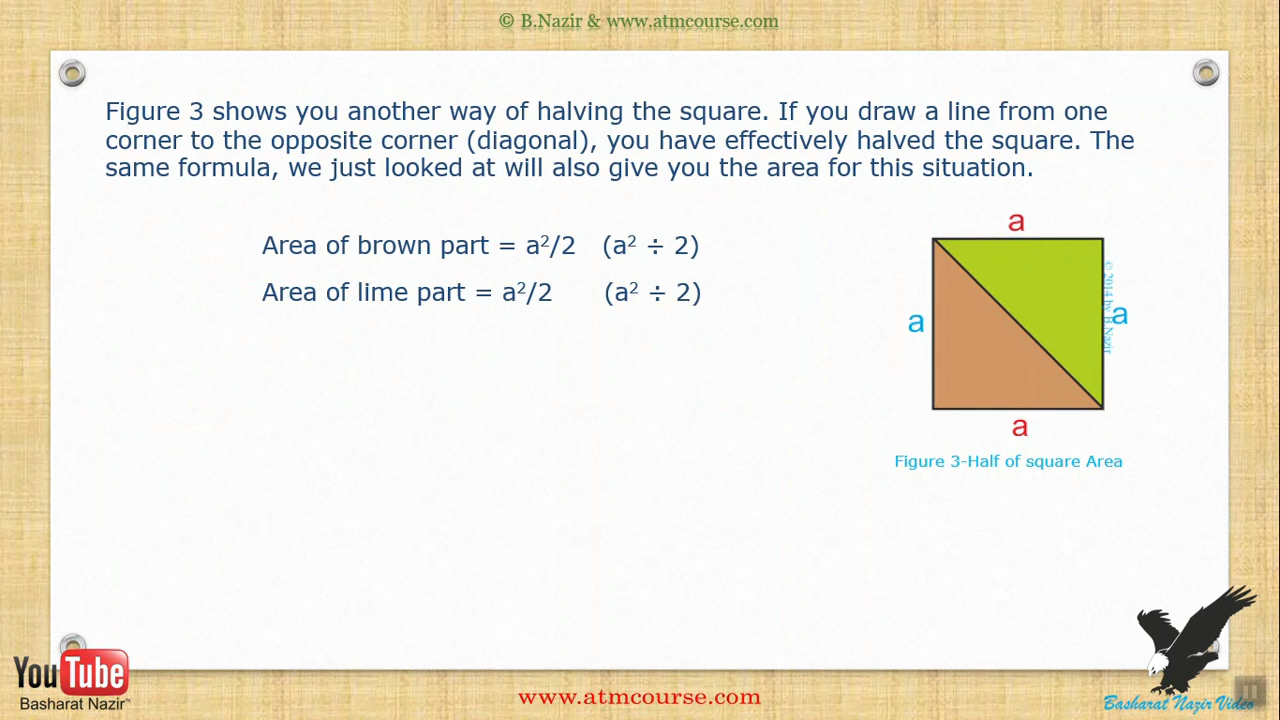 © B.Nazir & www.atmcourse.com
Figure 3 shows you another way of halving the square. If you draw a line from one
corner to the opposite corner (diagonal), you have effectively halved the square. The
same formula, we just looked at will also give you the area for this situation.
Area of brown part = a²/2 (a² ÷ 2)
Area of lime part = a²/2 (a² ÷ 2)
a
a
a
© 2014 by B.Nazir
a
Figure 3-Half of square Area
YouTube
Basharat Nazir™
www.atmcourse.com
Basharat Nazir Video